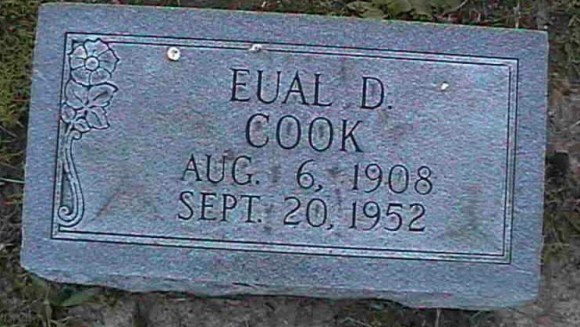 EUAL D.
COOK
AUG. 6, 1908
SEPT. 20, 1952